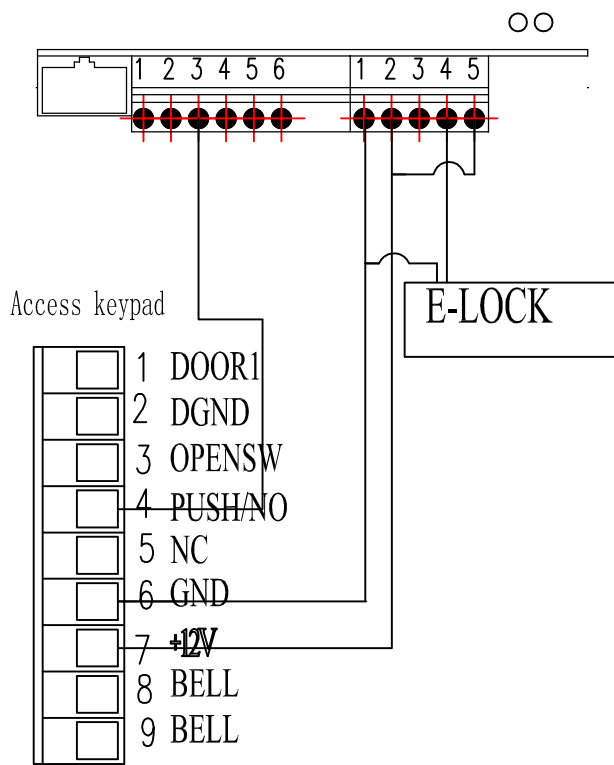 1 2 3 4 5 6 1 2 3 4 5
E-LOCK
Access keypad
1 DOOR1
2 DGND
3 OPENSW
4 PUSH/NO
5 NC
6 GND
7 +12V
8 BELL
9 BELL